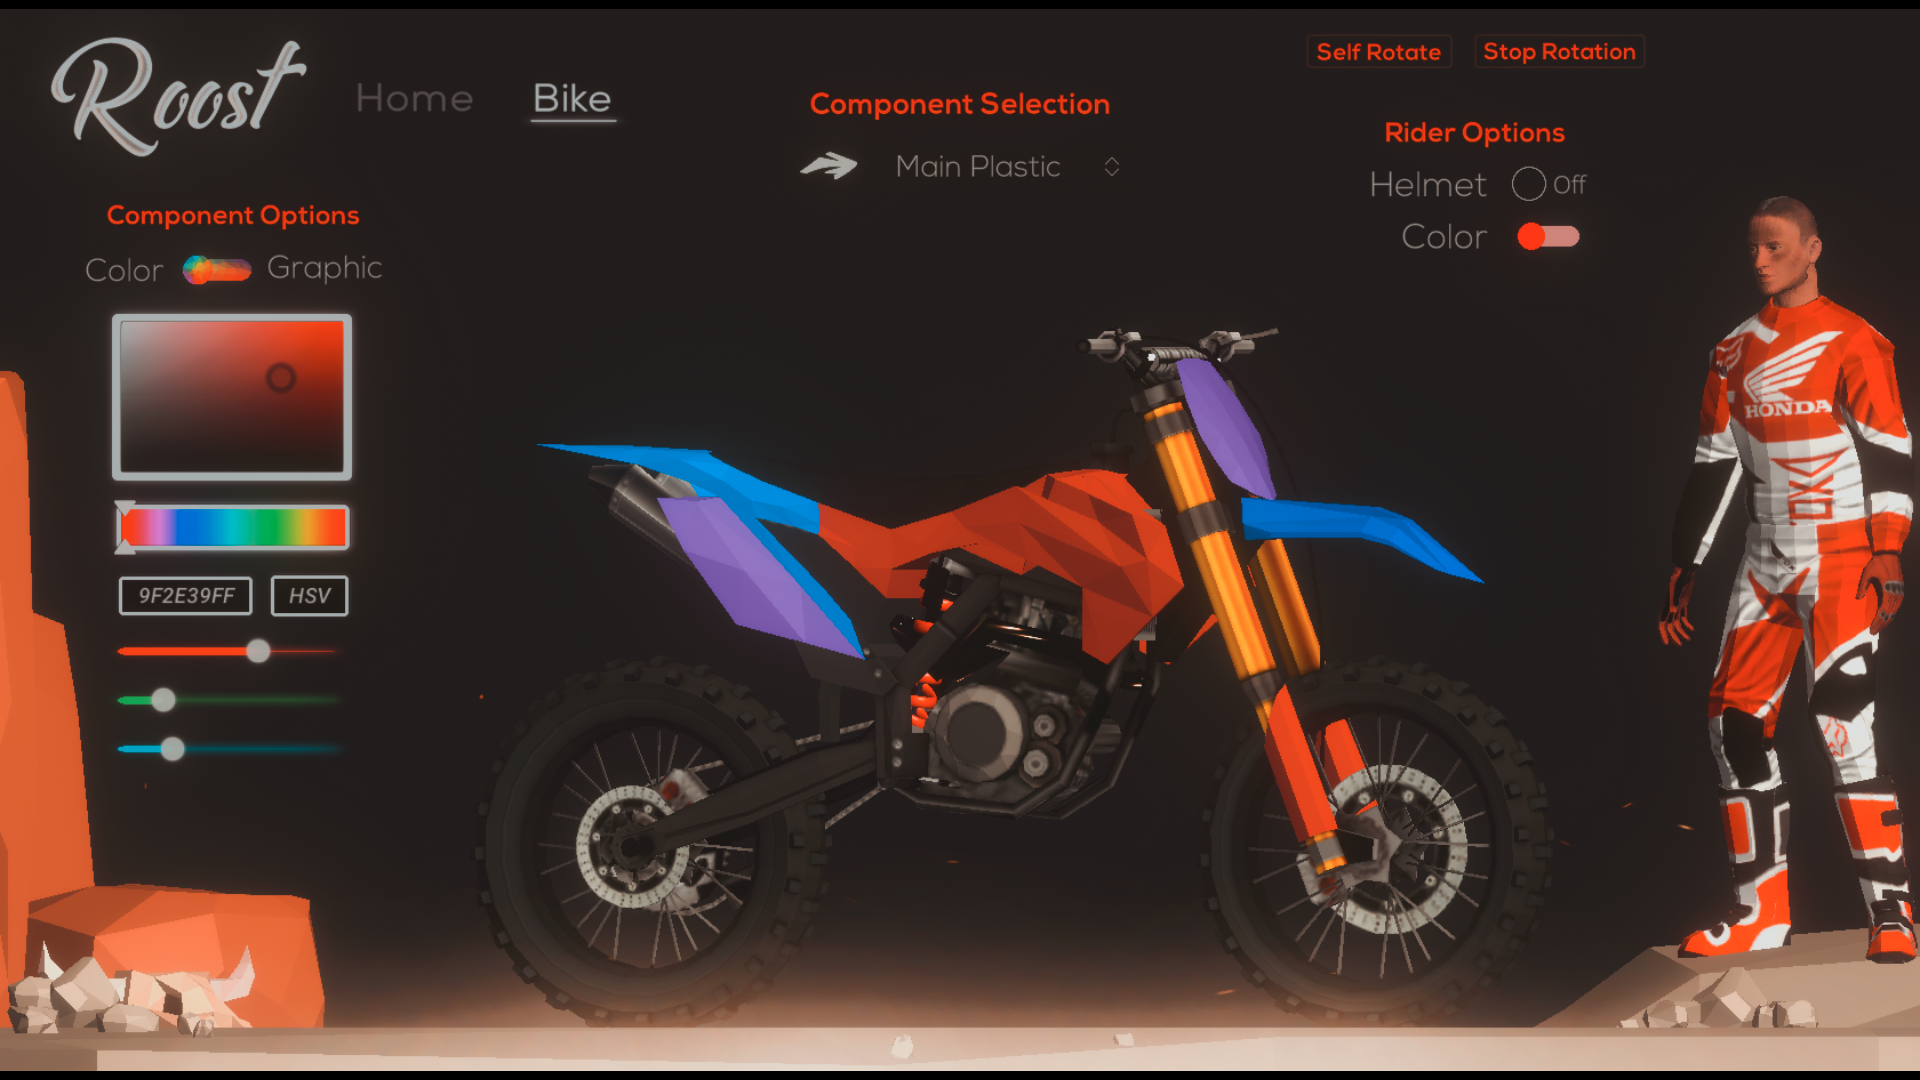 Roost
Home
Bike
Self Rotate
Stop Rotation
Component Selection
Main Plastic
Rider Options
Helmet
Off
Color
Component Options
Color
Graphic
9F2E39FF
HSV
HONDA